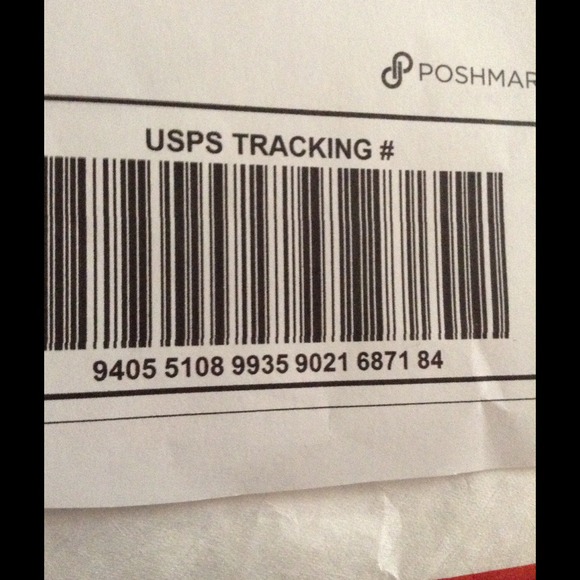 POSHMAR
USPS TRACKING #
9405 5108 9935 9021 6871 84